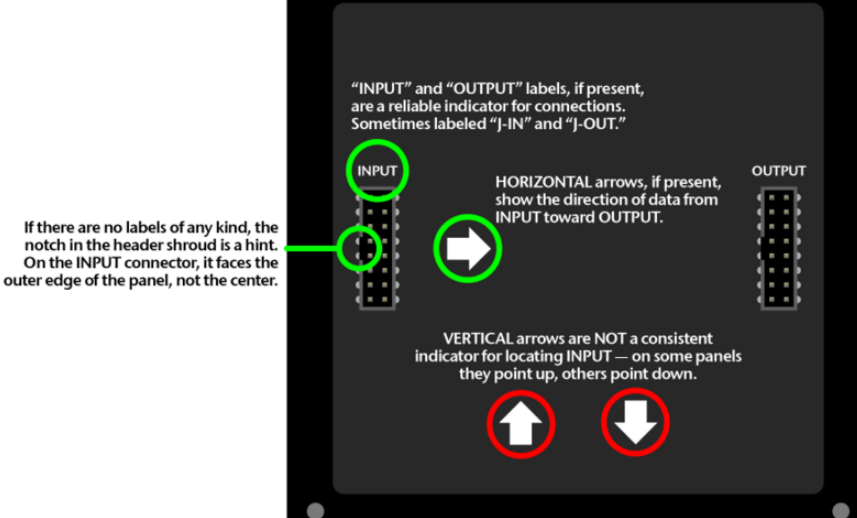 “INPUT” and “OUTPUT” labels, if present,
are a reliable indicator for connections.
Sometimes labeled “J-IN” and “J-OUT.”
INPUT
OUTPUT
HORIZONTAL arrows, if present,
show the direction of data from
INPUT toward OUTPUT.
If there are no labels of any kind, the
notch in the header shroud is a hint.
On the INPUT connector, it faces the
outer edge of the panel, not the center.
VERTICAL arrows are NOT a consistent
indicator for locating INPUT — on some panels
they point up, others point down.